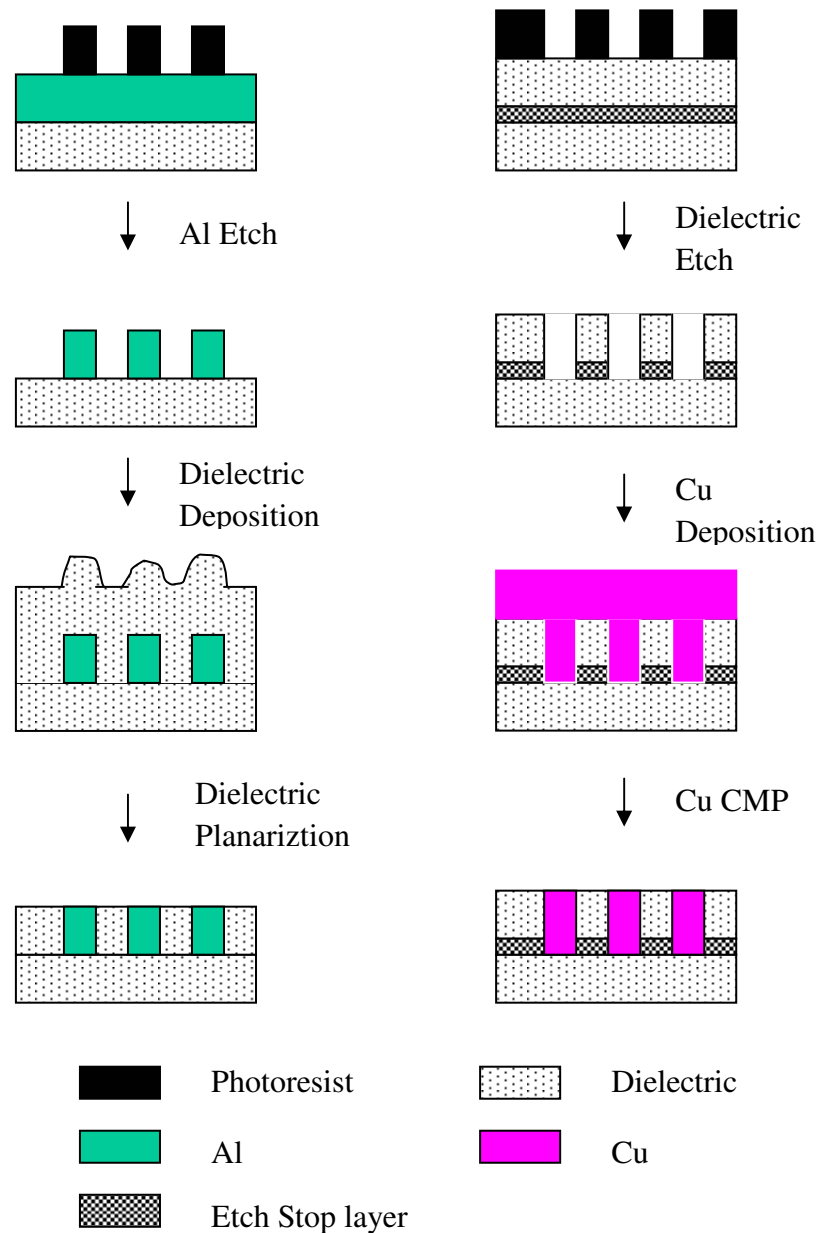 Al Etch
Dielectric
Etch
Dielectric
Deposition
Cu
Deposition
Dielectric
Planariztion
Cu CMP
Photoresist
Dielectric
Al
Cu
Etch Stop layer